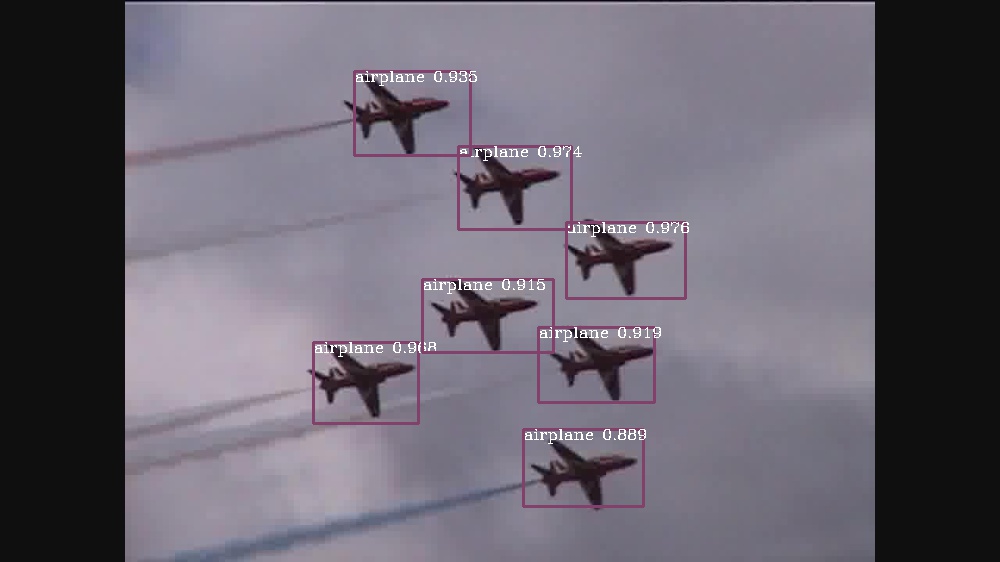 airplane 0.935
airplane 0.974
airplane 0.976
airplane 0.915
airplane 0.919
airplane 0.968
airplane 0.889